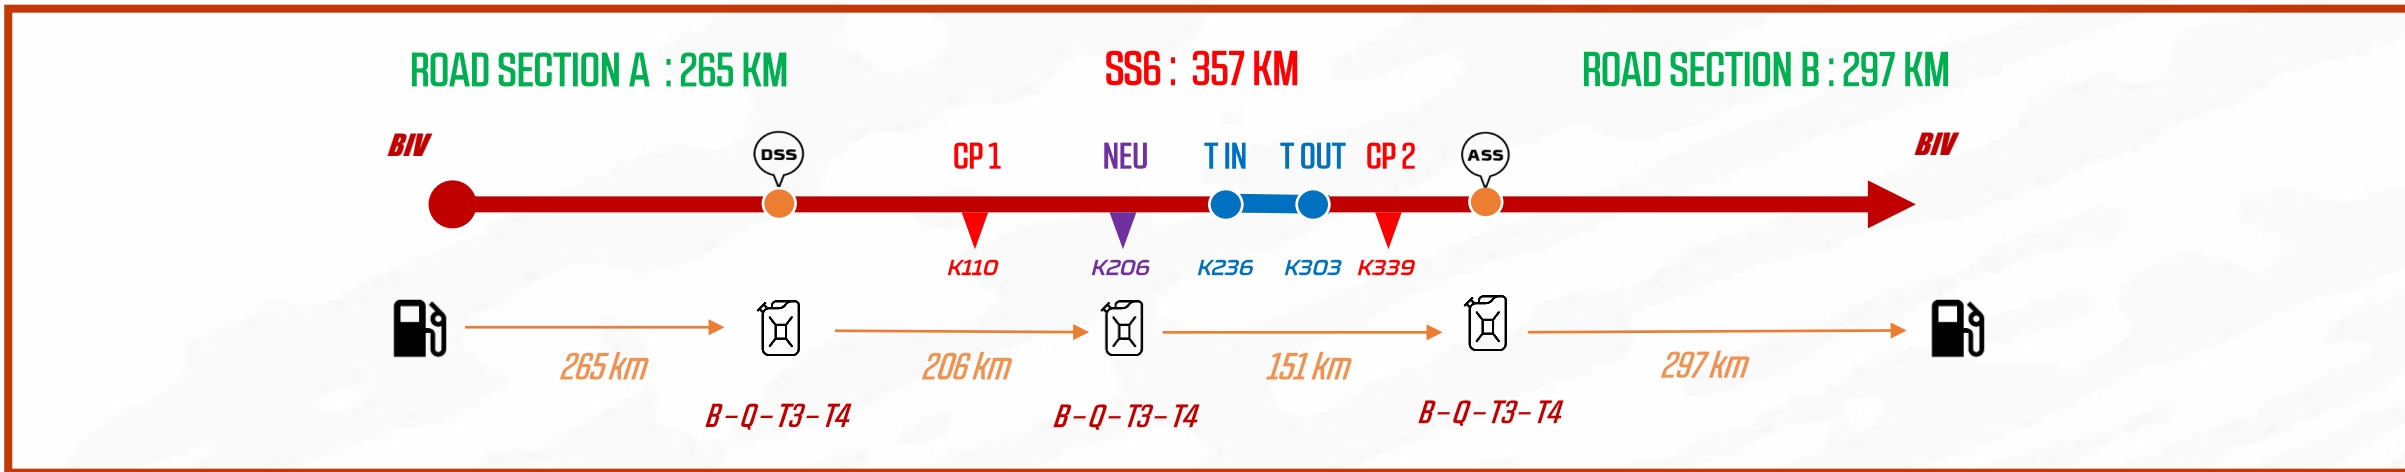 ROAD SECTION A : 265 KM
SS6 : 357 KM
ROAD SECTION B : 297 KM
BIV
DSS
CP 1
NEU
T IN
T OUT
CP 2
ASS
BIV
K110
K206
K236
K303
K339
265 km
206 km
151 km
297 km
B – Q – T3 – T4
B – Q – T3 – T4
B – Q – T3 – T4